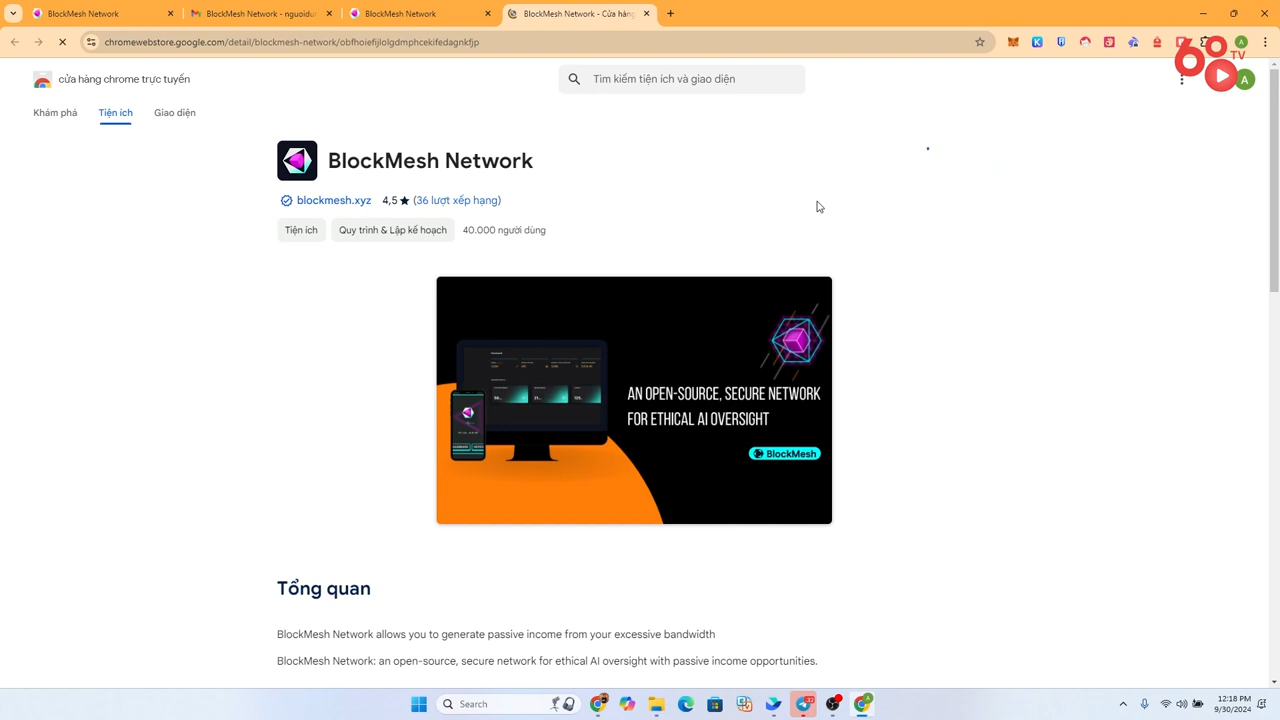 BlockMesh Network
BlockMesh Network - nguoidun
BlockMesh Network
BlockMesh Network - Cửa hàng
chromewebstore.google.com/detail/blockmesh-network/obfhoiefijlolgdmphcekifedagnkfjp
6° TV
cửa hàng chrome trực tuyến
Tìm kiếm tiện ích và giao diện
A
Khám phá
Tiện ích
Giao diện
BlockMesh Network
blockmesh.xyz 4,5 ★ (36 lượt xếp hạng)
Tiện ích
Quy trình & Lập kế hoạch
40.000 người dùng
AN OPEN-SOURCE, SECURE NETWORK
FOR ETHICAL AI OVERSIGHT
BlockMesh
Tổng quan
BlockMesh Network allows you to generate passive income from your excessive bandwidth
BlockMesh Network: an open-source, secure network for ethical AI oversight with passive income opportunities.
Search
12:18 PM
9/30/2024